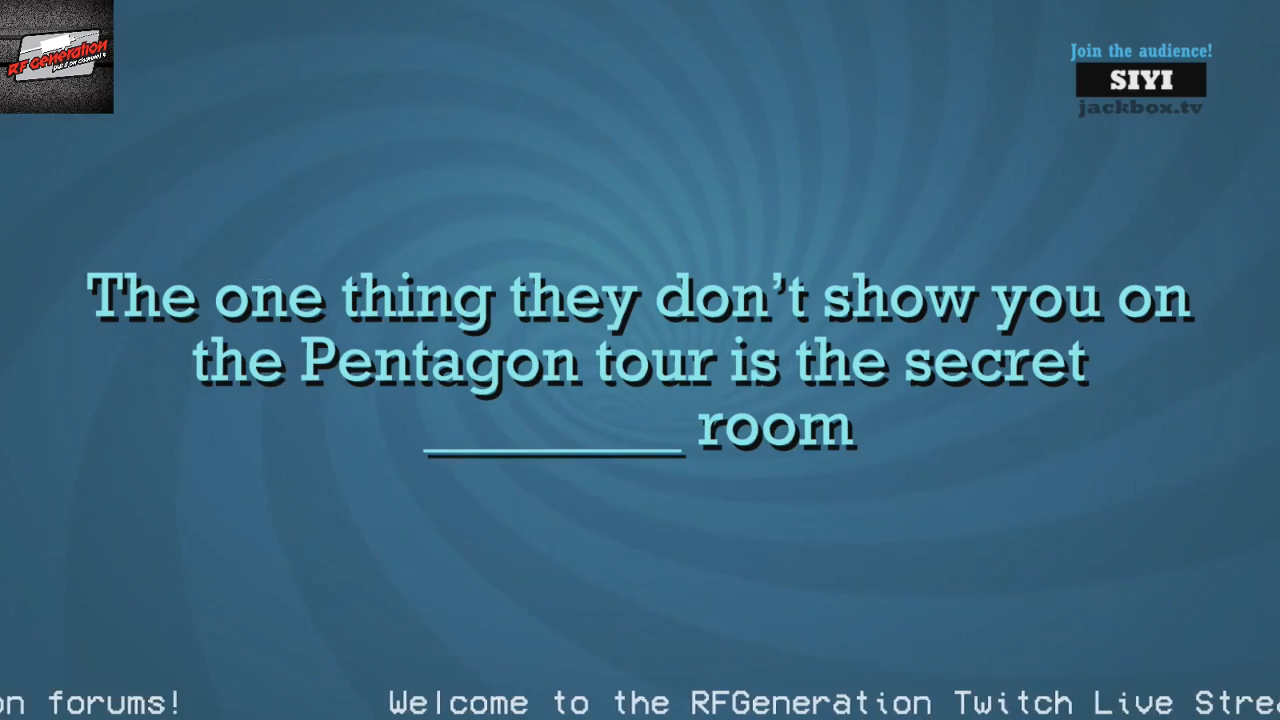 RF Generation
Join the audience!
SIYI
jackbox.tv
The one thing they don't show you on
the Pentagon tour is the secret
________ room
on forums! Welcome to the RFGeneration Twitch Live Strea